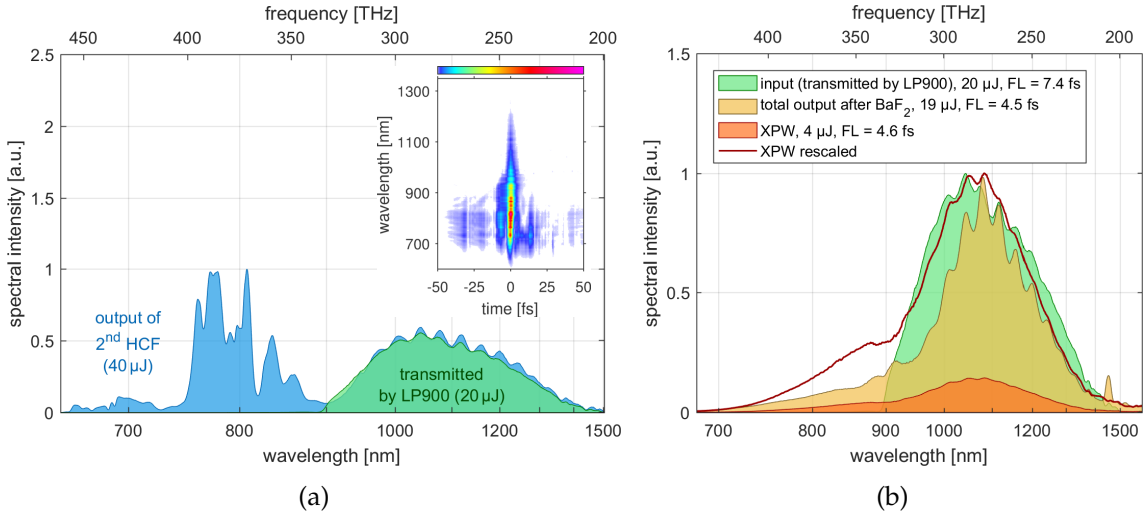 frequency [THz]
450 400 350 300 250 200
2.5
2
1.5
1
0.5
0
spectral intensity [a.u.]
700 800 1000 1200 1500
wavelength [nm]
output of
2nd HCF
(40 µJ)
transmitted
by LP900 (20 µJ)
1300
1100
900
700
wavelength [nm]
-50 -25 0 25 50
time [fs]
(a)
frequency [THz]
400 350 300 250 200
1.5
1
0.5
0
spectral intensity [a.u.]
input (transmitted by LP900), 20 µJ, FL = 7.4 fs
total output after BaF2, 19 µJ, FL = 4.5 fs
XPW, 4 µJ, FL = 4.6 fs
XPW rescaled
700 800 900 1000 1200 1500
wavelength [nm]
(b)